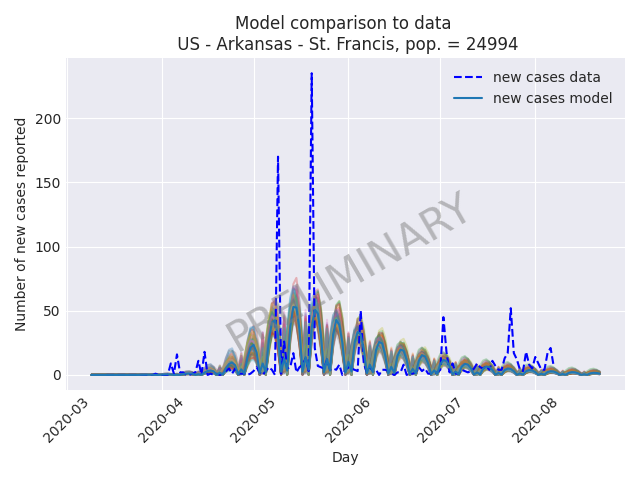 Model comparison to data
US - Arkansas - St. Francis, pop. = 24994
new cases data
new cases model
Number of new cases reported
200
150
100
50
0
PRELIMINARY
2020-03
2020-04
2020-05
2020-06
2020-07
2020-08
Day